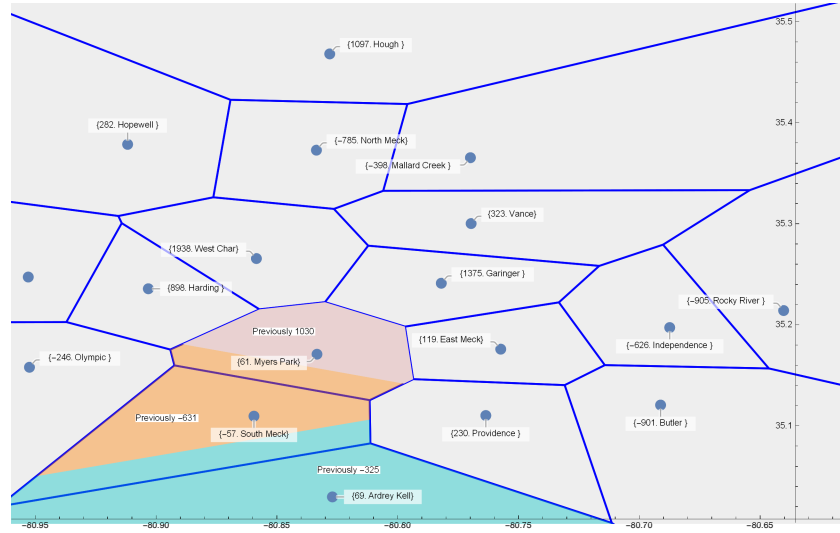 35.5
{1097. Hough }
35.4
{282. Hopewell }
{−785. North Meck}
{−398. Mallard Creek }
35.3
{323. Vance}
{1938. West Char}
{1375. Garinger }
{898. Harding }
{−905. Rocky River }
35.2
Previously 1030
{119. East Meck}
{−626. Independence }
{−246. Olympic }
{61. Myers Park}
35.1
Previously −631
{−57. South Meck}
{230. Providence }
{−901. Butler }
Previously −325
{69. Ardrey Kell}
−80.95
−80.90
−80.85
−80.80
−80.75
−80.70
−80.65